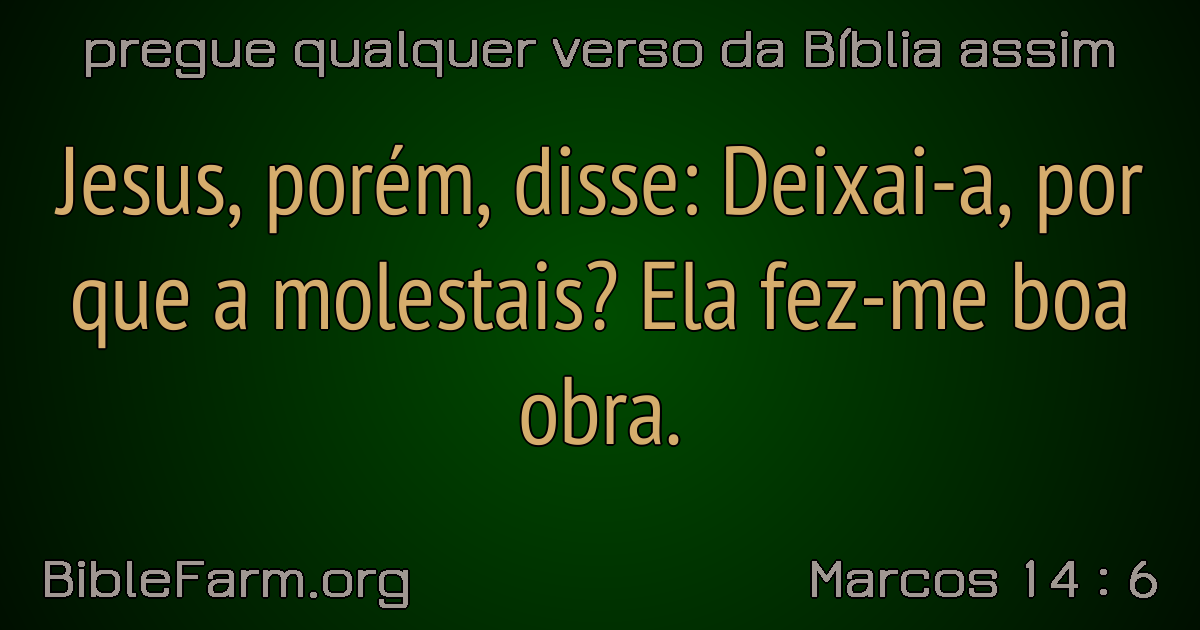 pregue qualquer verso da Bíblia assim
Jesus, porém, disse: Deixai-a, por
que a molestais? Ela fez-me boa
obra.
BibleFarm.org
Marcos 14 : 6